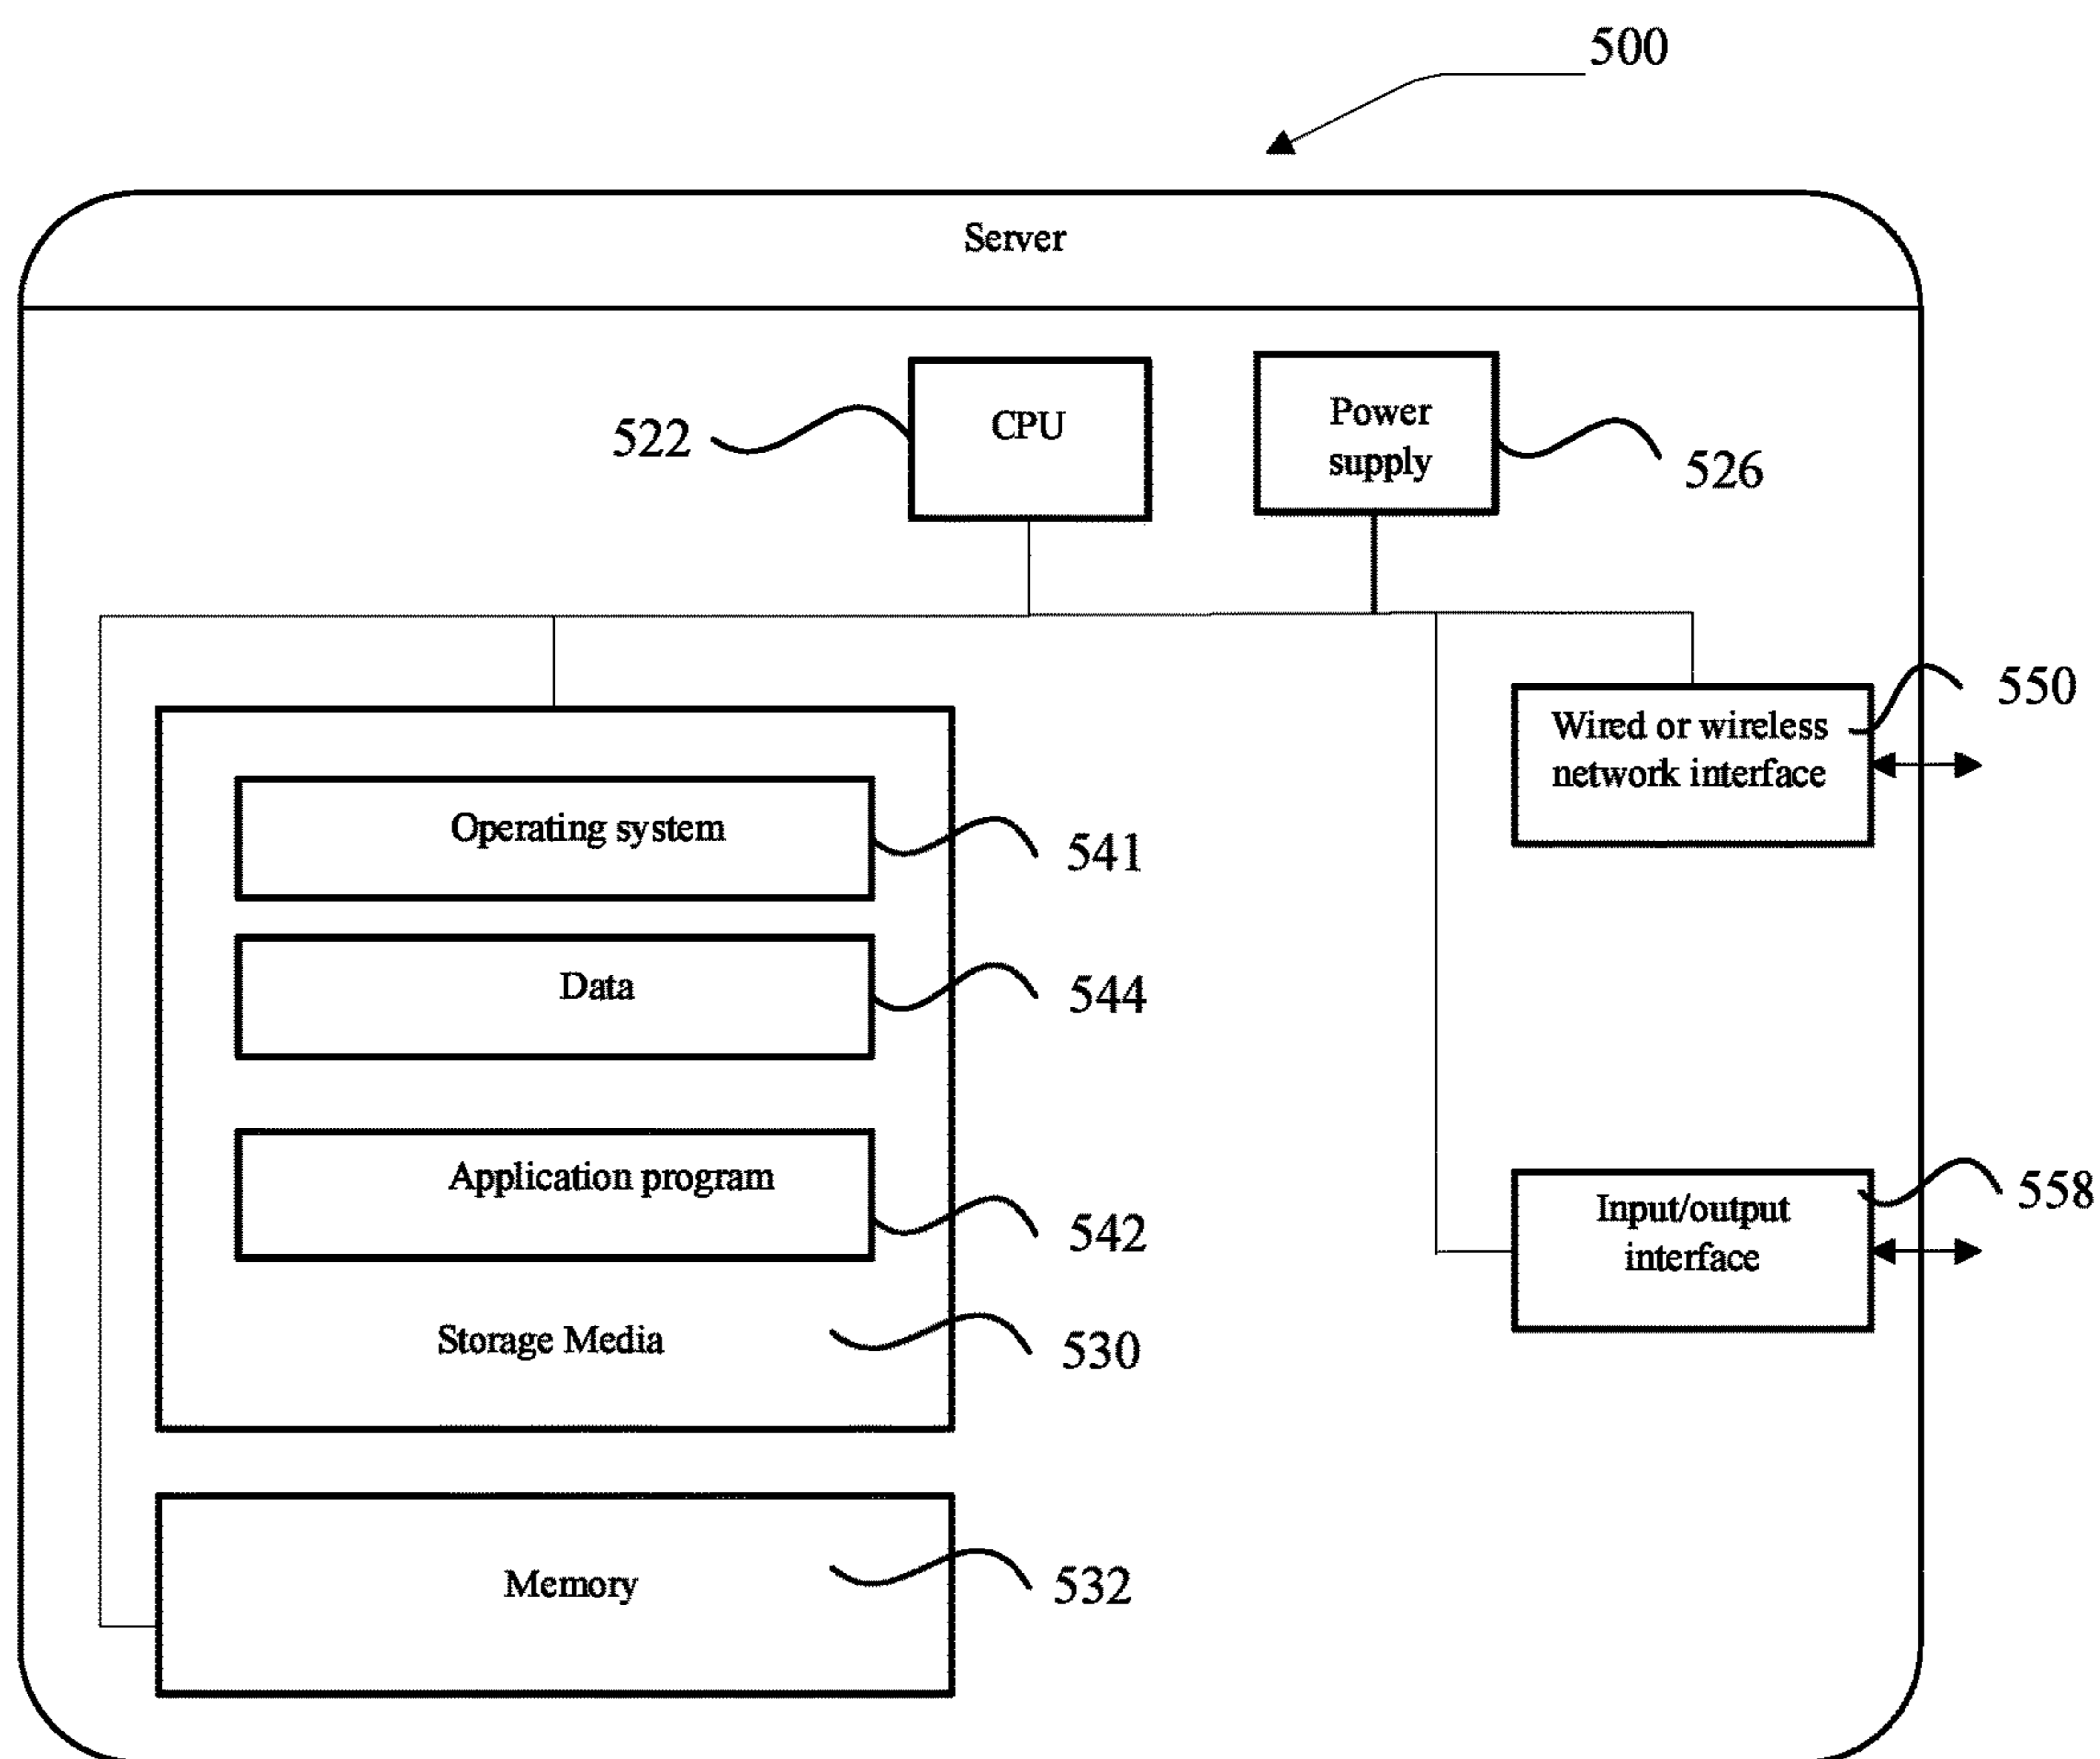 500
Server
CPU
522
Power
supply
526
550
Wired or wireless
network interface
Operating system
541
Data
544
Application program
542
558
Input/output
interface
Storage Media
530
Memory
532